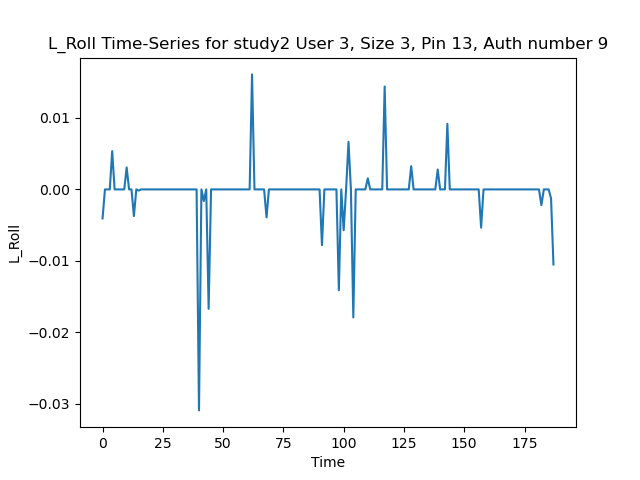 L_Roll Time-Series for study2 User 3, Size 3, Pin 13, Auth number 9
0.01
0.00
−0.01
−0.02
−0.03
L_Roll
0 25 50 75 100 125 150 175
Time